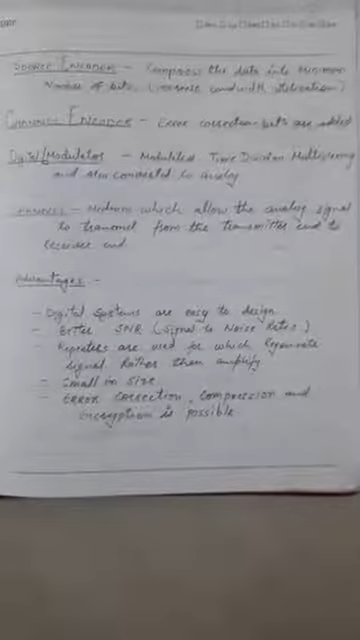 Source Encoder - Compress the data into Minimum
Number of bits. (increase bandwidth utilization)
Channel Encoder - Error correction bits are added
Digital Modulator - Modulated Time Division Multiplexing
and also converted to analog
Channel - Medium which allow the analog signal
to transmit from the transmitter end to
end
Advantages -
- Digital Systems are easy to design
- Better SNR (Signal to Noise Ratio)
- Repeaters are used for which Regenerate
signal Rather than amplify
- Small in size
- Error correction, Compression and
encryption is possible